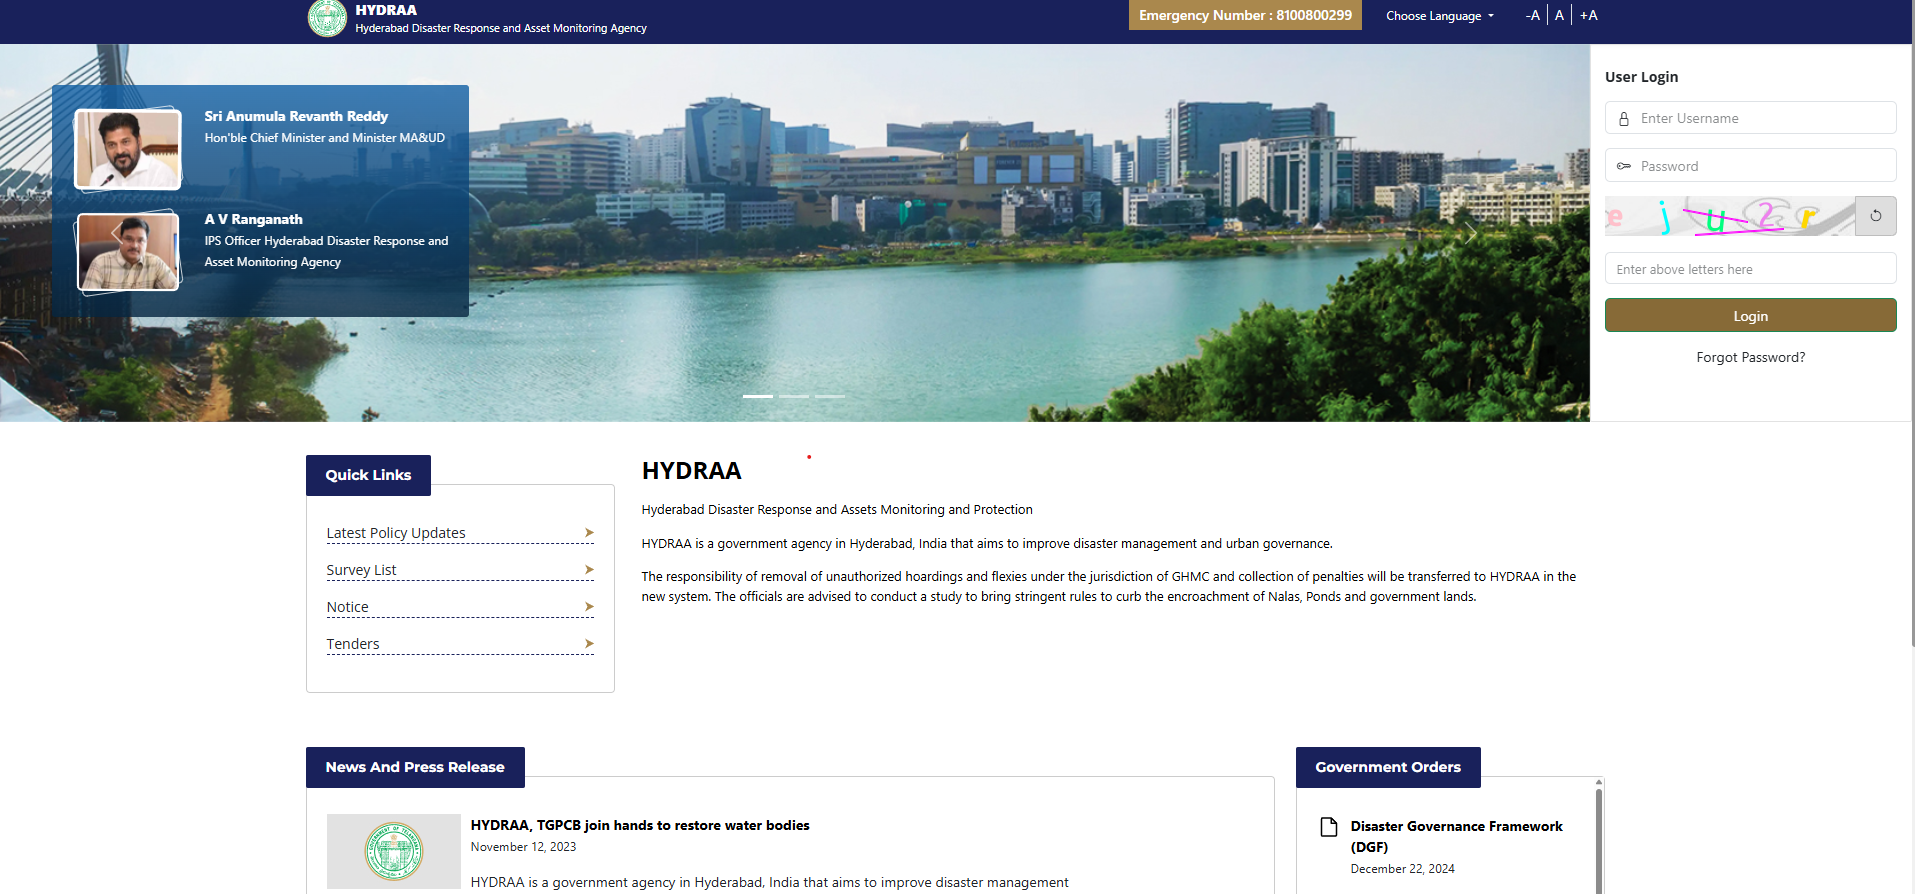 HYDRAA
Hyderabad Disaster Response and Asset Monitoring Agency
Emergency Number : 8100800299
Choose Language
-A A +A
Sri Anumula Revanth Reddy
Hon'ble Chief Minister and Minister MA&UD
A V Ranganath
IPS Officer Hyderabad Disaster Response and
Asset Monitoring Agency
User Login
Enter Username
Password
e j u 2 r
Enter above letters here
Login
Forgot Password?
Quick Links
Latest Policy Updates
Survey List
Notice
Tenders
HYDRAA
Hyderabad Disaster Response and Assets Monitoring and Protection
HYDRAA is a government agency in Hyderabad, India that aims to improve disaster management and urban governance.
The responsibility of removal of unauthorized hoardings and flexies under the jurisdiction of GHMC and collection of penalties will be transferred to HYDRAA in the
new system. The officials are advised to conduct a study to bring stringent rules to curb the encroachment of Nalas, Ponds and government lands.
News And Press Release
HYDRAA, TGPCB join hands to restore water bodies
November 12, 2023
HYDRAA is a government agency in Hyderabad, India that aims to improve disaster management
Government Orders
Disaster Governance Framework
(DGF)
December 22, 2024